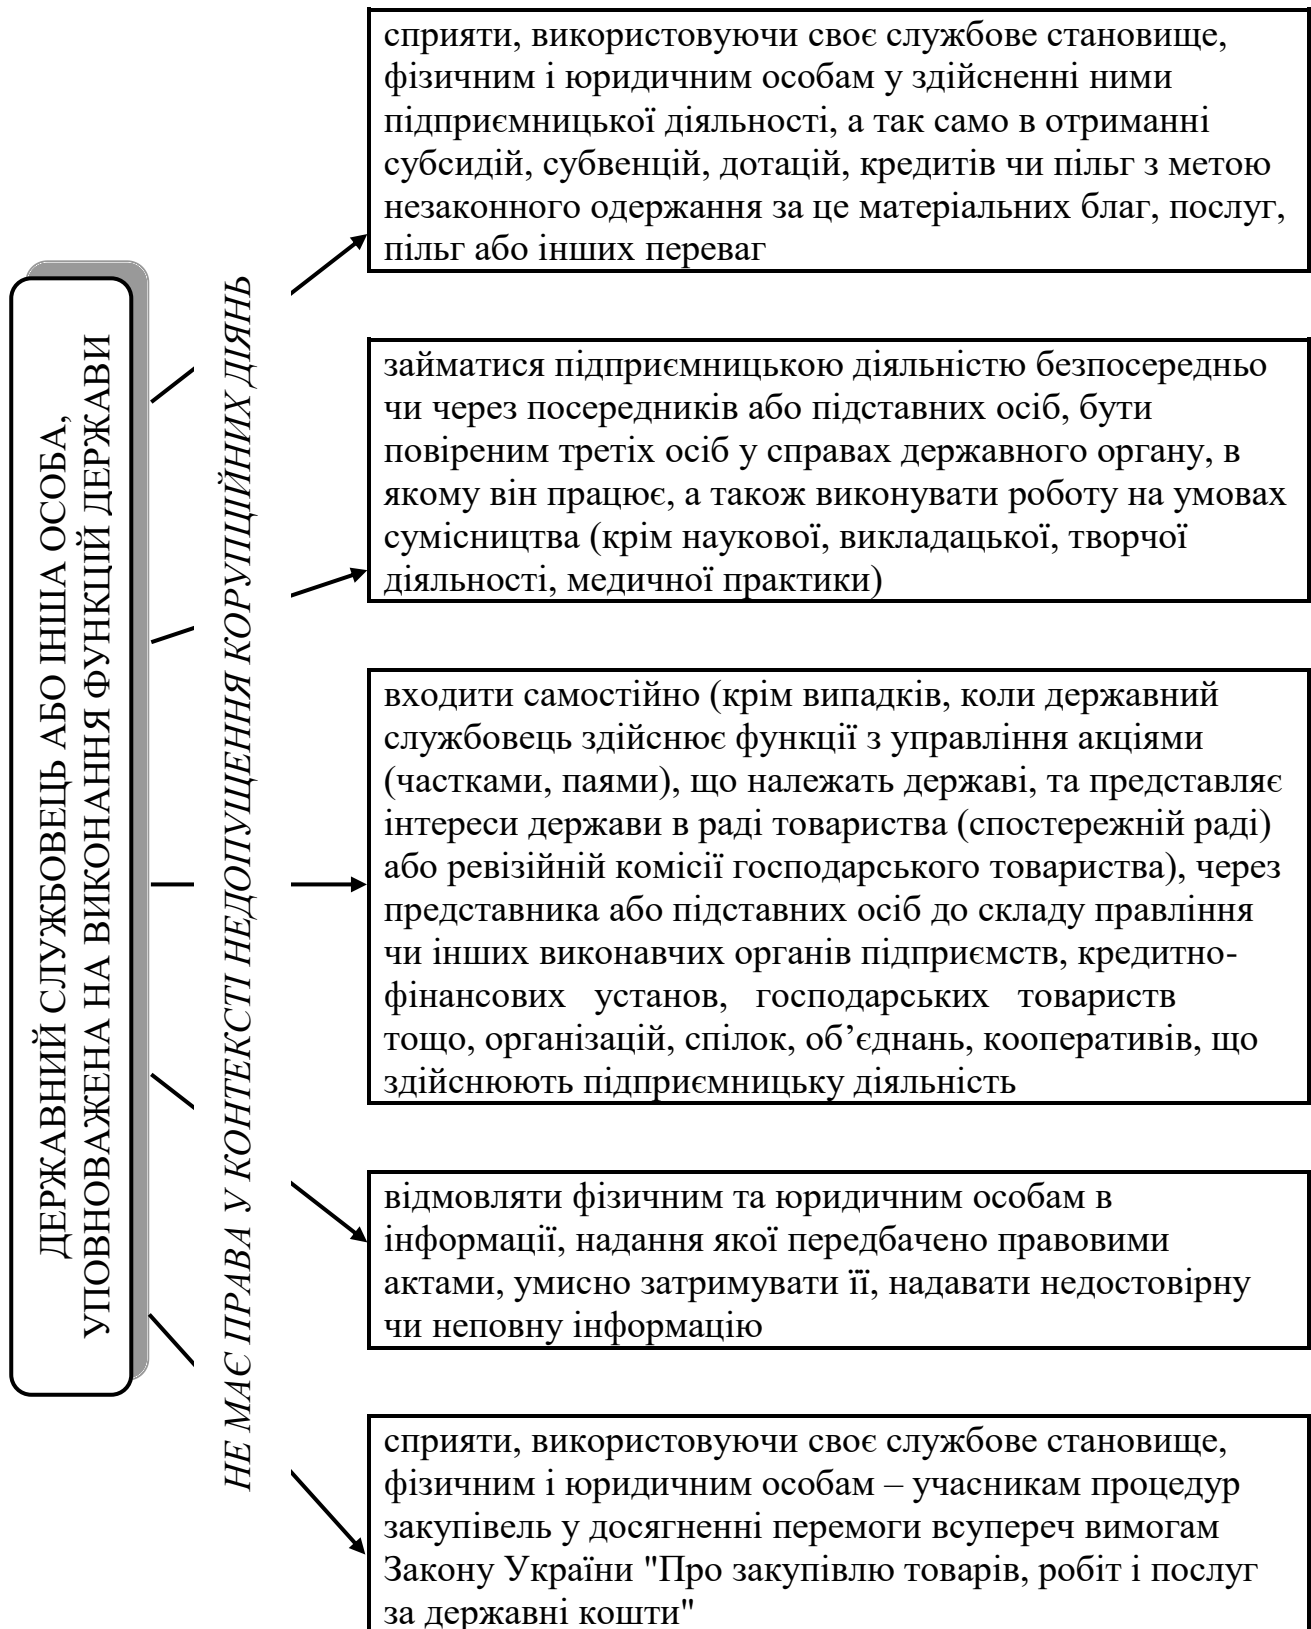 ДЕРЖАВНИЙ СЛУЖБОВЕЦЬ АБО ІНША ОСОБА,
УПОВНОВАЖЕНА НА ВИКОНАННЯ ФУНКЦІЙ ДЕРЖАВИ
НЕ МАЄ ПРАВА У КОНТЕКСТІ НЕДОПУЩЕННЯ КОРУПЦІЙНИХ ДІЯНЬ
сприяти, використовуючи своє службове становище,
фізичним і юридичним особам у здійсненні ними
підприємницької діяльності, а так само в отриманні
субсидій, субвенцій, дотацій, кредитів чи пільг з метою
незаконного одержання за це матеріальних благ, послуг,
пільг або інших переваг
займатися підприємницькою діяльністю безпосередньо
чи через посередників або підставних осіб, бути
повіреним третіх осіб у справах державного органу, в
якому він працює, а також виконувати роботу на умовах
сумісництва (крім наукової, викладацької, творчої
діяльності, медичної практики)
входити самостійно (крім випадків, коли державний
службовець здійснює функції з управління акціями
(частками, паями), що належать державі, та представляє
інтереси держави в раді товариства (спостережній раді)
або ревізійній комісії господарського товариства), через
представника або підставних осіб до складу правління
чи інших виконавчих органів підприємств, кредитно-
фінансових установ, господарських товариств
тощо, організацій, спілок, об’єднань, кооперативів, що
здійснюють підприємницьку діяльність
відмовляти фізичним та юридичним особам в
інформації, надання якої передбачено правовими
актами, умисно затримувати її, надавати недостовірну
чи неповну інформацію
сприяти, використовуючи своє службове становище,
фізичним і юридичним особам – учасникам процедур
закупівель у досягненні перемоги всупереч вимогам
Закону України "Про закупівлю товарів, робіт і послуг
за державні кошти"